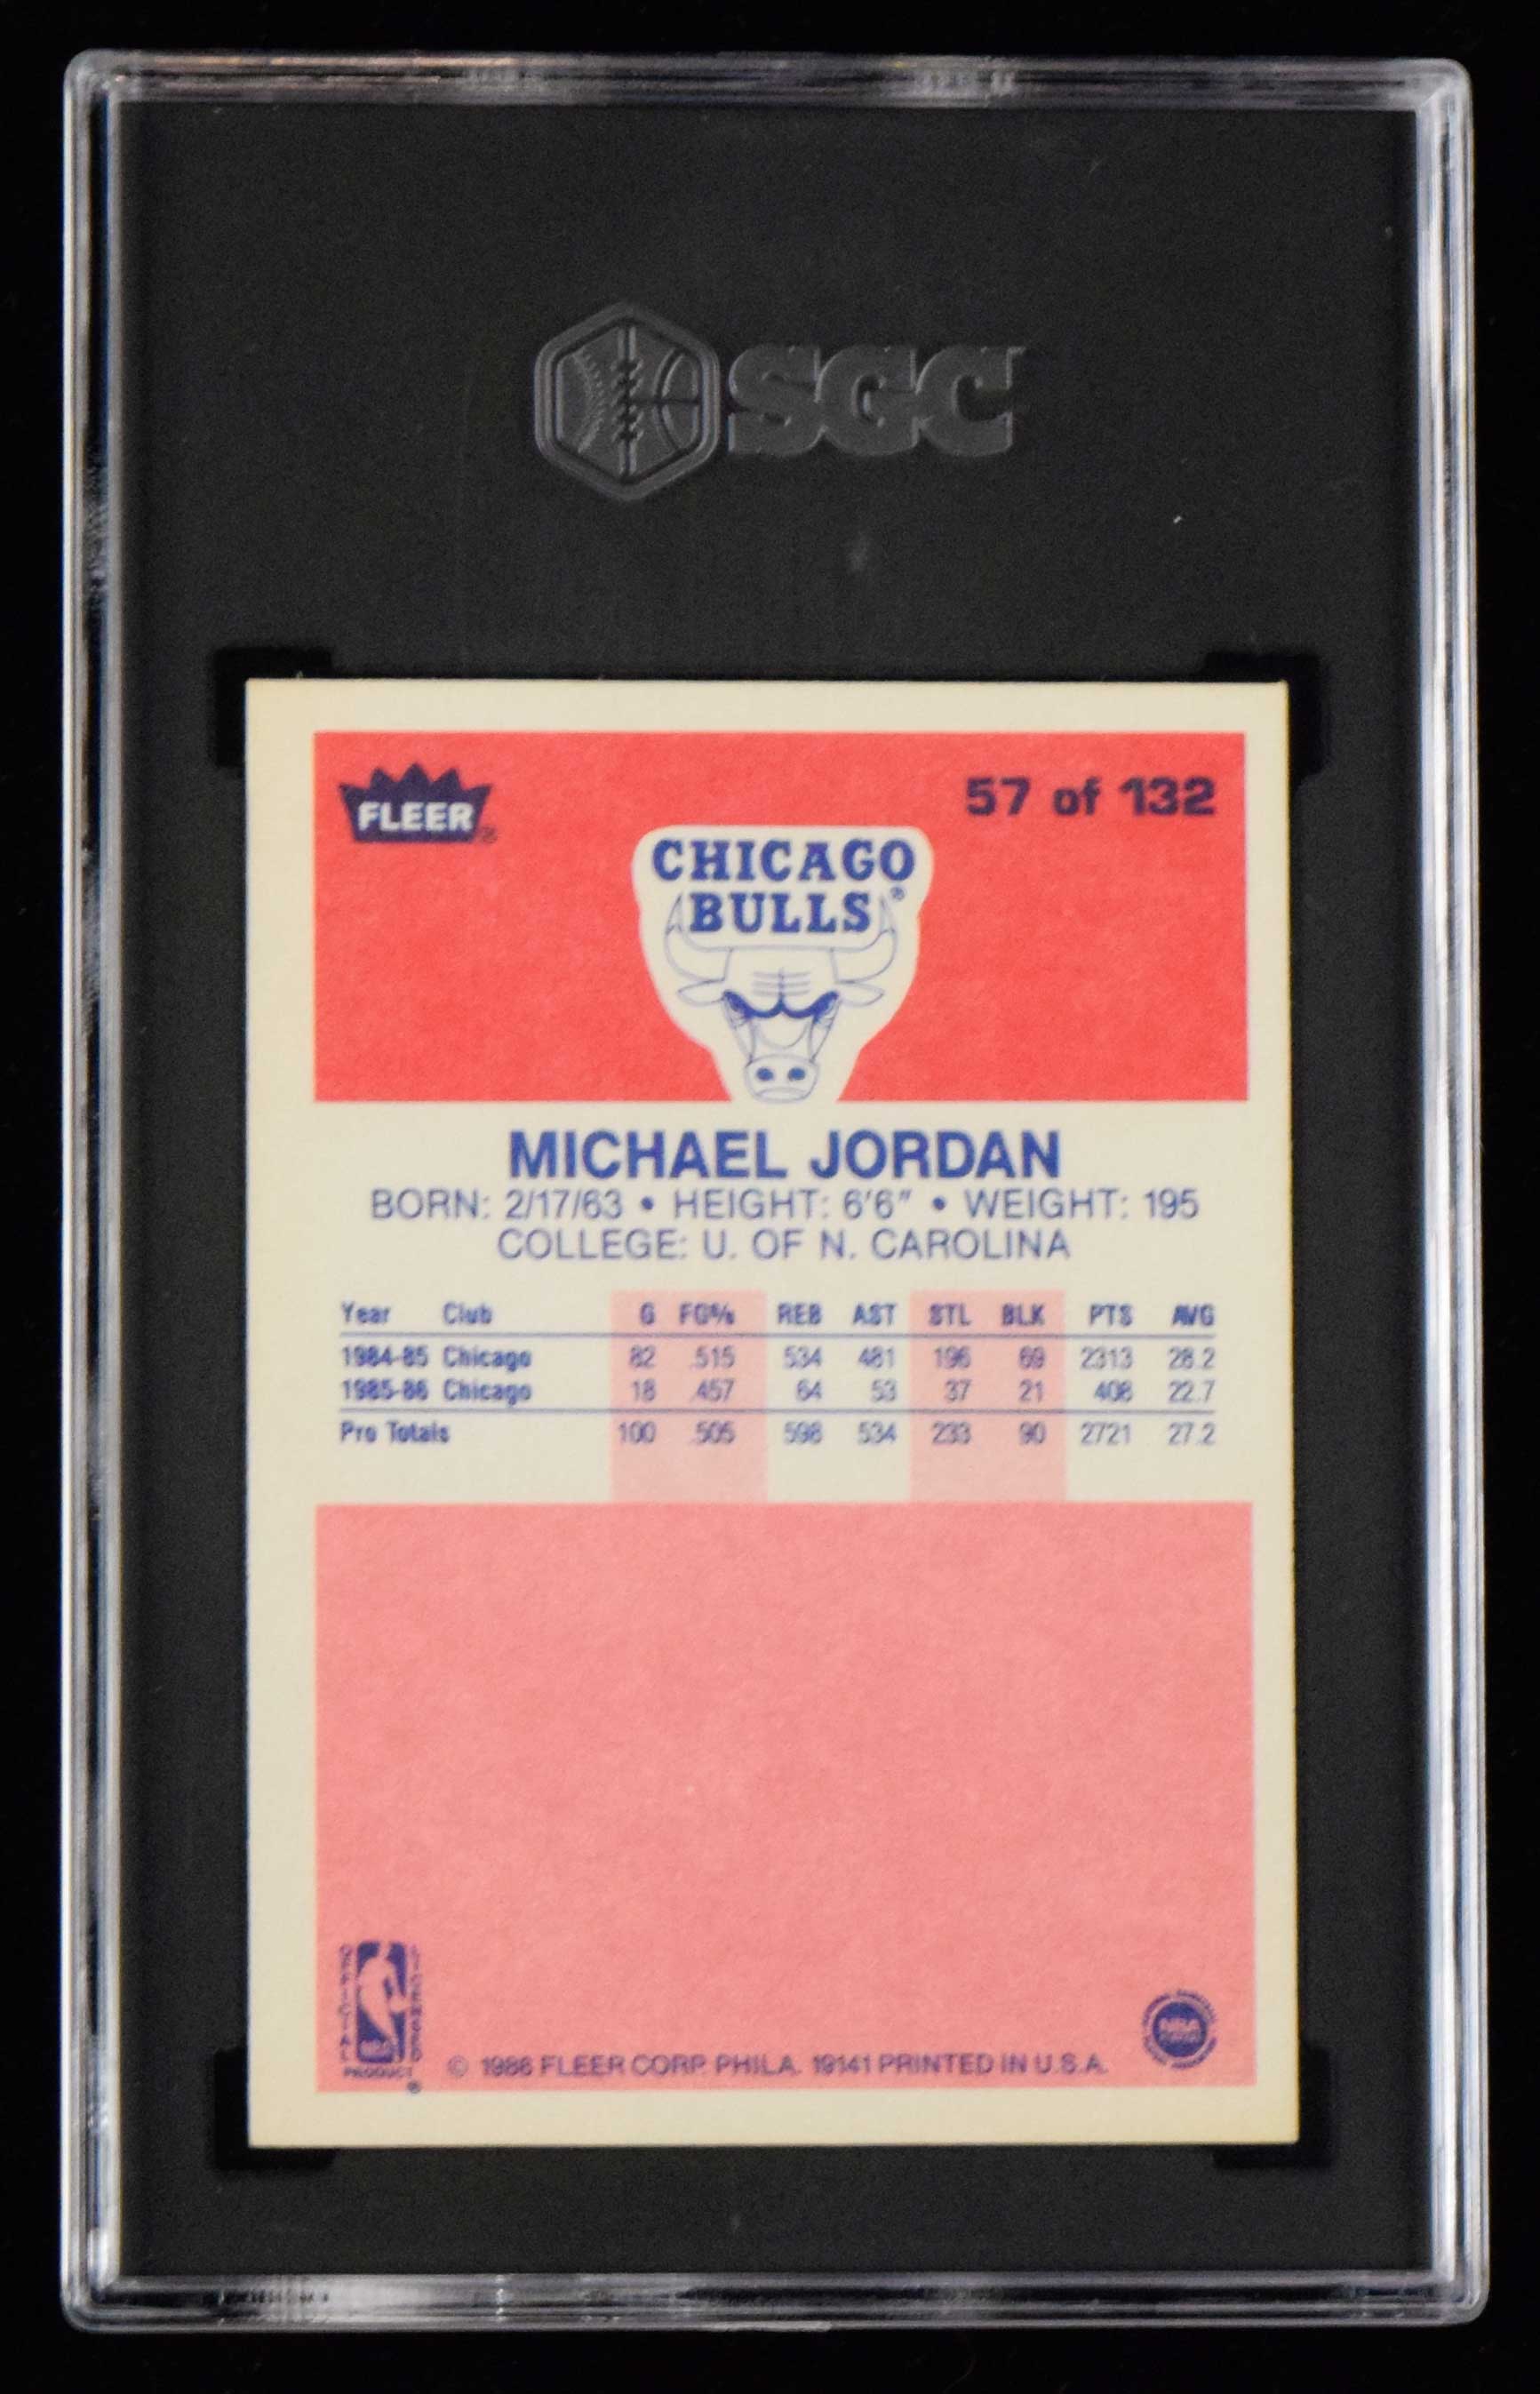 SGC
FLEER®
57 of 132
CHICAGO
BULLS®
MICHAEL JORDAN
BORN: 2/17/63 • HEIGHT: 6'6" • WEIGHT: 195
COLLEGE: U. OF N. CAROLINA
Year Club G FG% REB AST STL BLK PTS AVG
1984-85 Chicago 82 .515 534 481 196 69 2313 28.2
1985-86 Chicago 18 .457 64 53 37 21 408 22.7
Pro Totals 100 .505 598 534 233 90 2721 27.2
OFFICIAL
LICENSED
NBA
PRODUCT
®
NBA
© 1986 FLEER CORP. PHILA. 19141 PRINTED IN U.S.A.